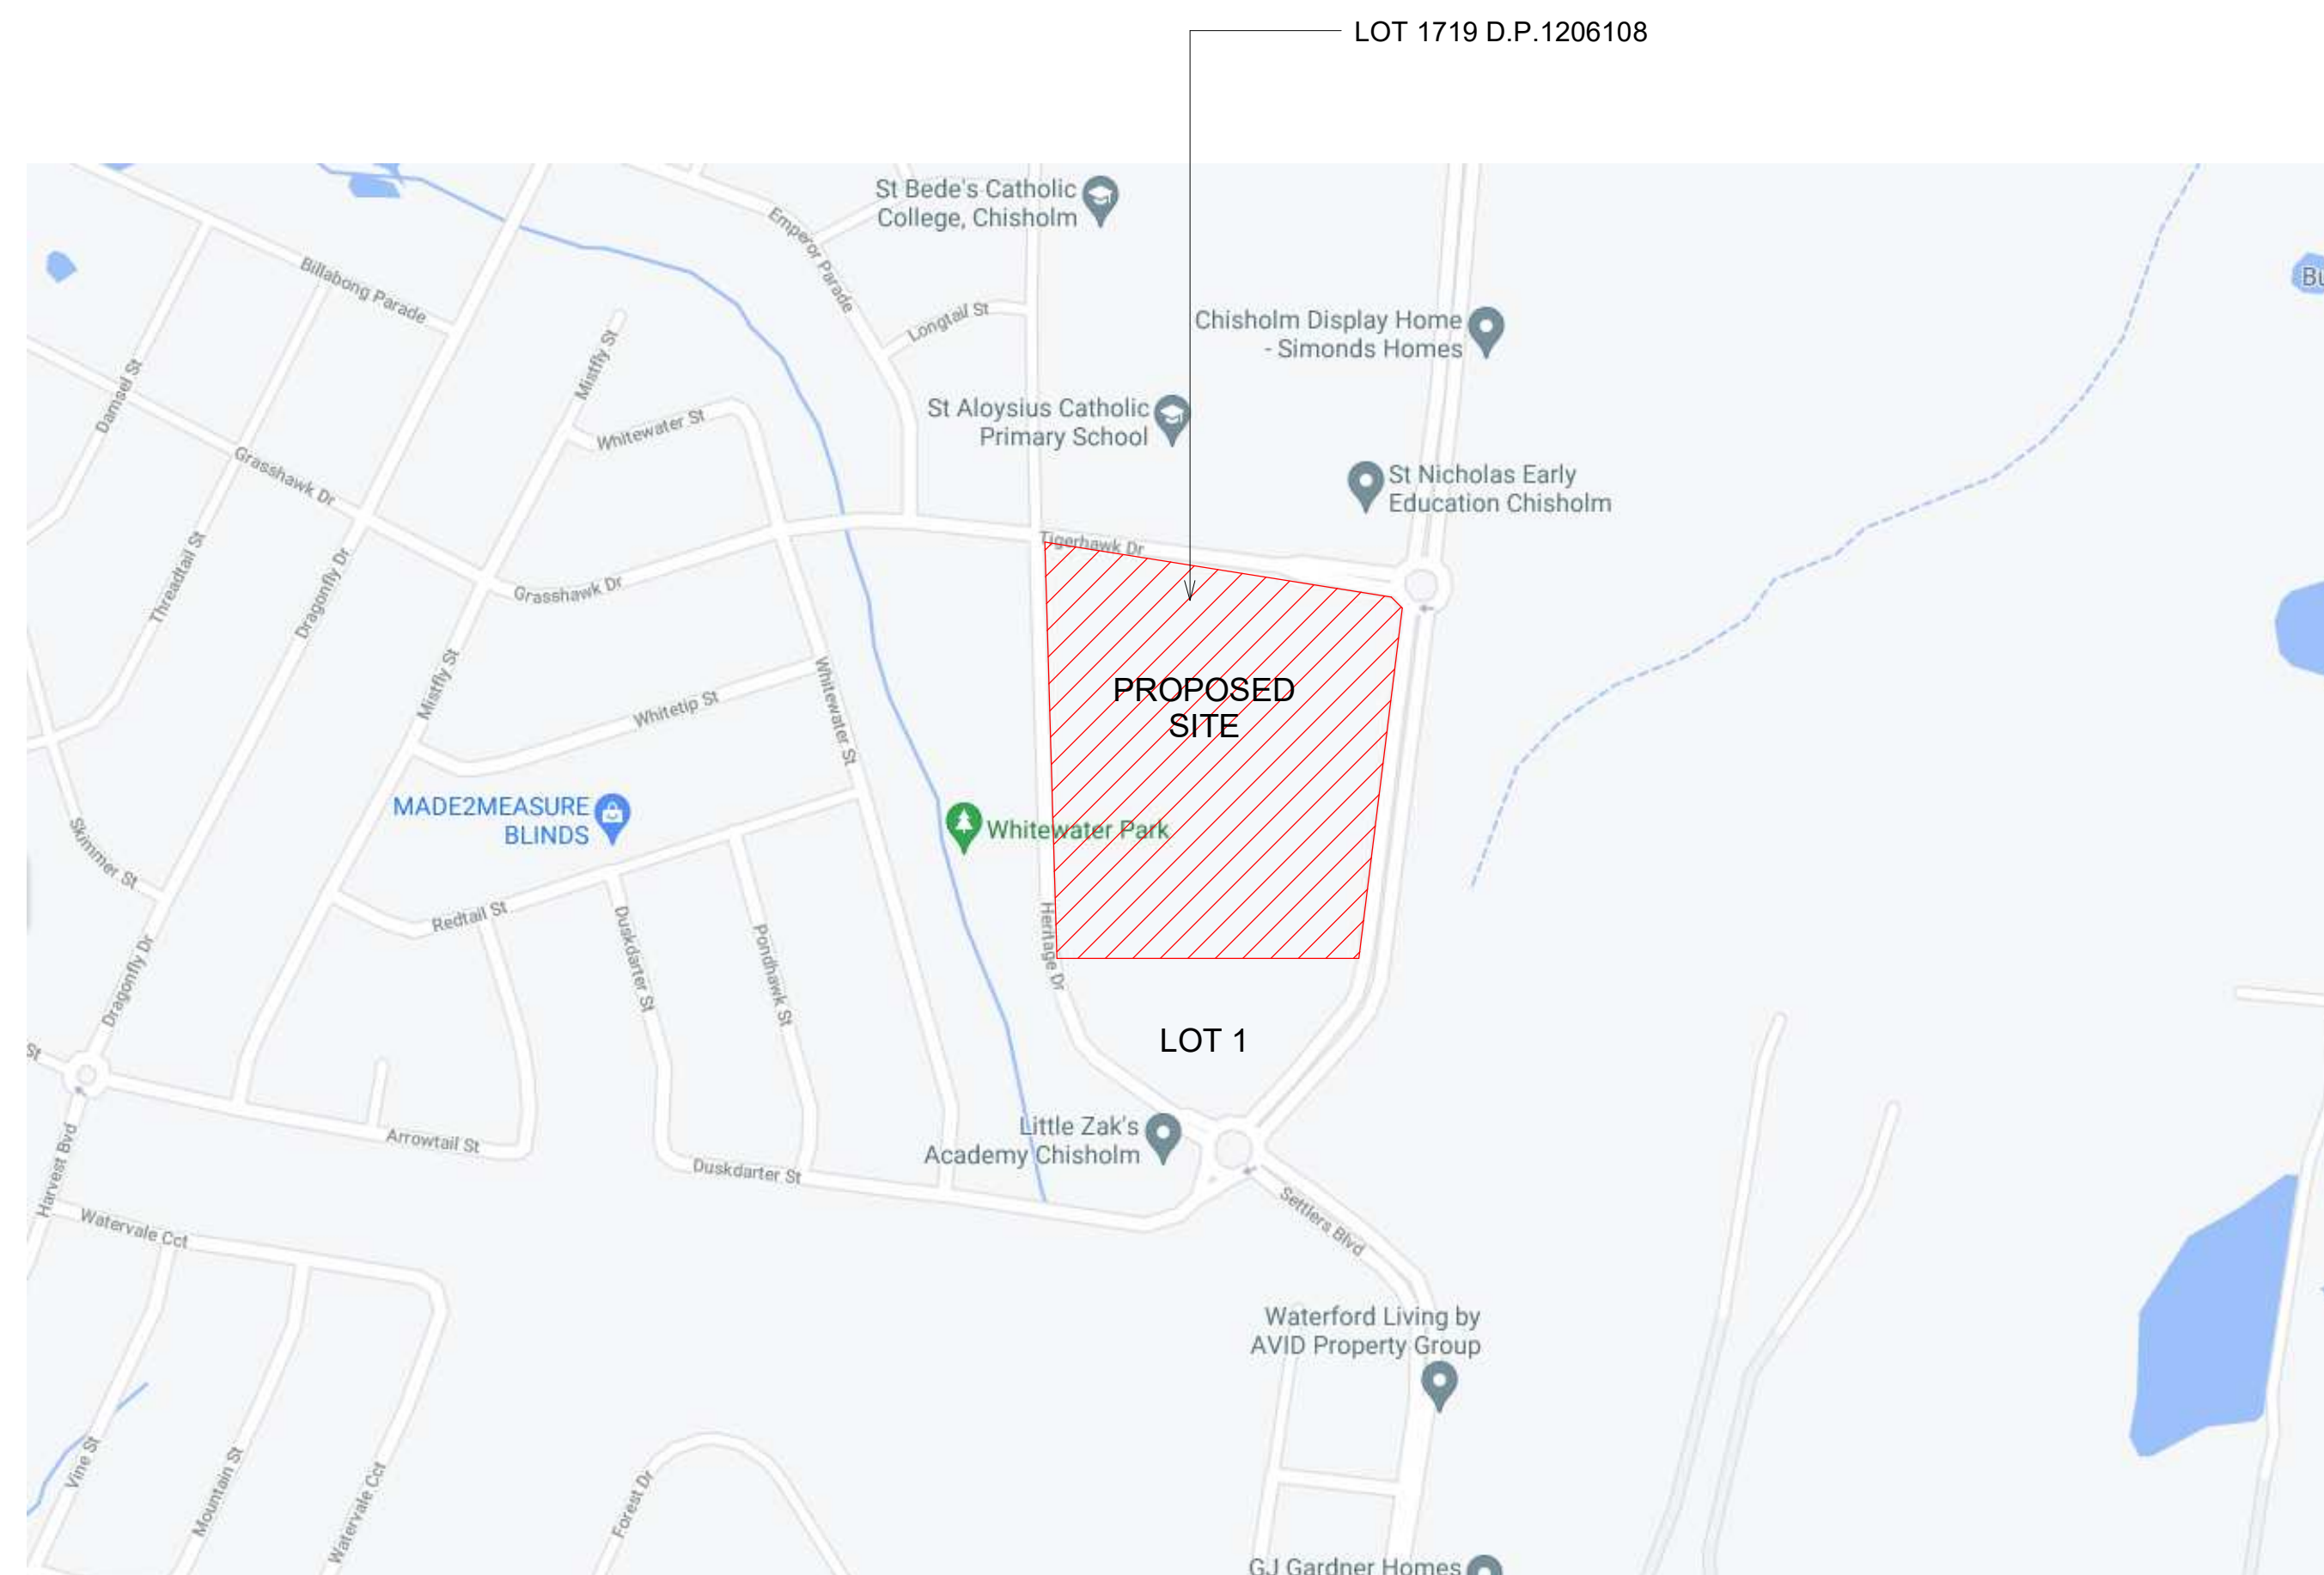 LOT 1719 D.P.1206108
St Bede's Catholic
College, Chisholm
Emperor Parade
Billabong Parade
Longtail St
Chisholm Display Home
- Simonds Homes
Mistfly St
Damsel St
St Aloysius Catholic
Primary School
Whitewater St
Grasshawk Dr
St Nicholas Early
Education Chisholm
Tigerhawk Dr
Threadtail St
Dragonfly Dr
Grasshawk Dr
Mistfly St
Whitetip St
Whitewater St
PROPOSED
SITE
MADE2MEASURE
BLINDS
Whitewater Park
Skimmer St
Redtail St
Duskdarter St
Pondhawk St
Heritage Dr
Dragonfly Dr
LOT 1
St
Little Zak's
Academy Chisholm
Arrowtail St
Duskdarter St
Harvest Bvd
Watervale Cct
Settlers Blvd
Waterford Living by
AVID Property Group
Vine St
Mountain St
Watervale Cct
Forest Dr
GJ Gardner Homes